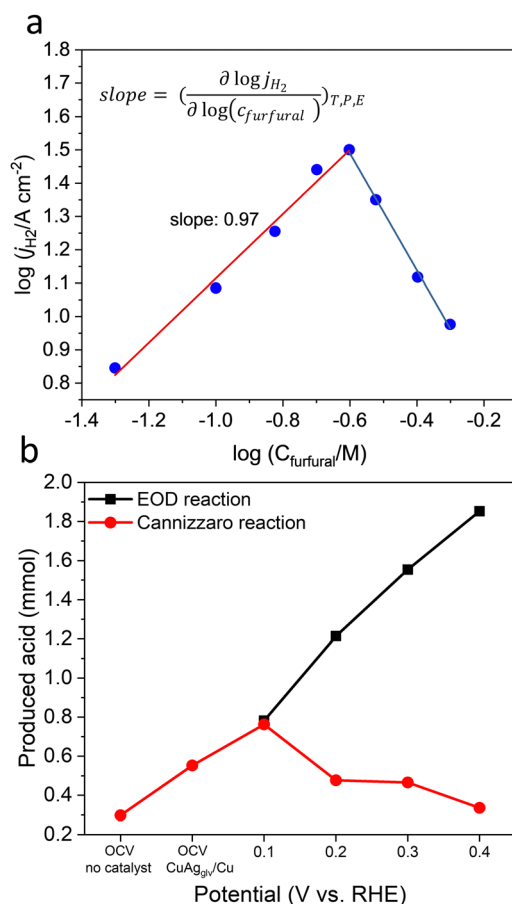 a
1.8
1.7
1.6
1.5
1.4
1.3
1.2
1.1
1.0
0.9
0.8
log (j_H2/A cm⁻²)
slope = (∂ log j_H₂ / ∂ log(c_furfural))_T,P,E
slope: 0.97
-1.4 -1.2 -1.0 -0.8 -0.6 -0.4 -0.2
log (C_furfural/M)
b
2.0
1.8
1.6
1.4
1.2
1.0
0.8
0.6
0.4
0.2
Produced acid (mmol)
EOD reaction
Cannizzaro reaction
OCV OCV 0.1 0.2 0.3 0.4
no catalyst CuAg_glv/Cu
Potential (V vs. RHE)